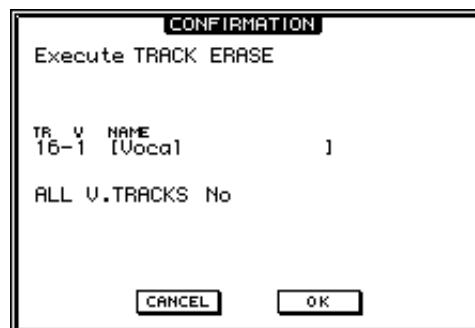 CONFIRMATION
Execute TRACK ERASE
TR V NAME
16-1 [Vocal ]
ALL V.TRACKS No
CANCEL OK